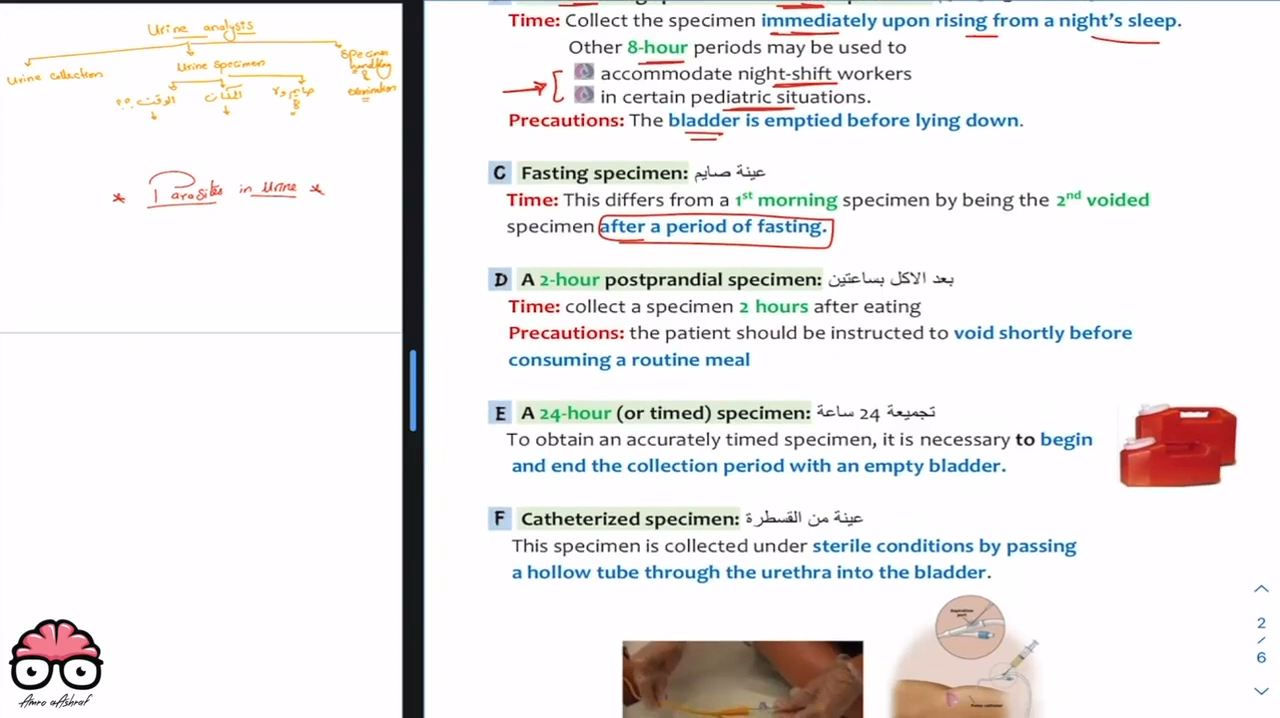 Urine analysis
Urine collection
Urine specimen
الوقت ؟؟
المكان
Specimen
handling
&
examination
* Parasites in Urine *
Time: Collect the specimen immediately upon rising from a night's sleep.
Other 8-hour periods may be used to
accommodate night-shift workers
in certain pediatric situations.
Precautions: The bladder is emptied before lying down.
C Fasting specimen: عينة صايم
Time: This differs from a 1st morning specimen by being the 2nd voided
specimen after a period of fasting.
D A 2-hour postprandial specimen: بعد الاكل بساعتين
Time: collect a specimen 2 hours after eating
Precautions: the patient should be instructed to void shortly before
consuming a routine meal
E A 24-hour (or timed) specimen: تجميعة 24 ساعة
To obtain an accurately timed specimen, it is necessary to begin
and end the collection period with an empty bladder.
F Catheterized specimen: عينة من القسطرة
This specimen is collected under sterile conditions by passing
a hollow tube through the urethra into the bladder.
Aspiration
port
Foley catheter
2
/
6
Amro aAshraf